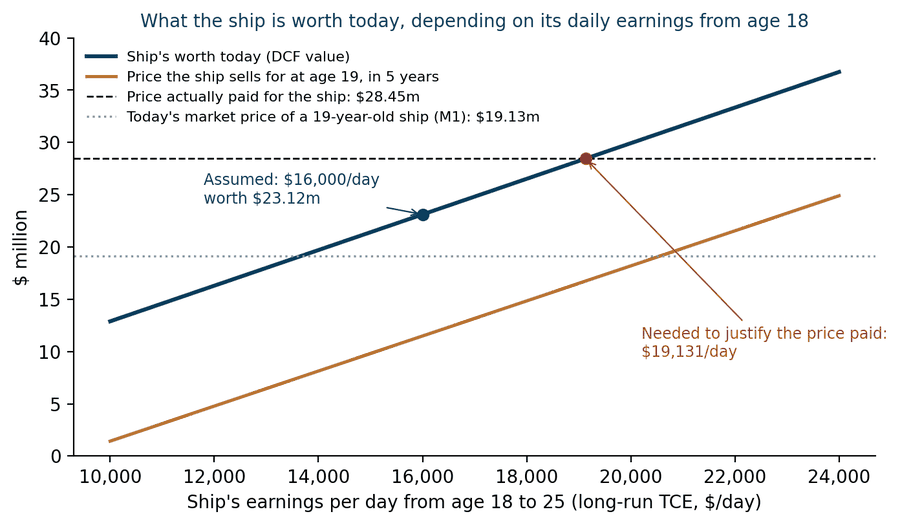 What the ship is worth today, depending on its daily earnings from age 18
40
35
30
25
20
15
10
5
0
$ million
Ship's worth today (DCF value)
Price the ship sells for at age 19, in 5 years
Price actually paid for the ship: $28.45m
Today's market price of a 19-year-old ship (M1): $19.13m
Assumed: $16,000/day
worth $23.12m
Needed to justify the price paid:
$19,131/day
10,000
12,000
14,000
16,000
18,000
20,000
22,000
24,000
Ship's earnings per day from age 18 to 25 (long-run TCE, $/day)